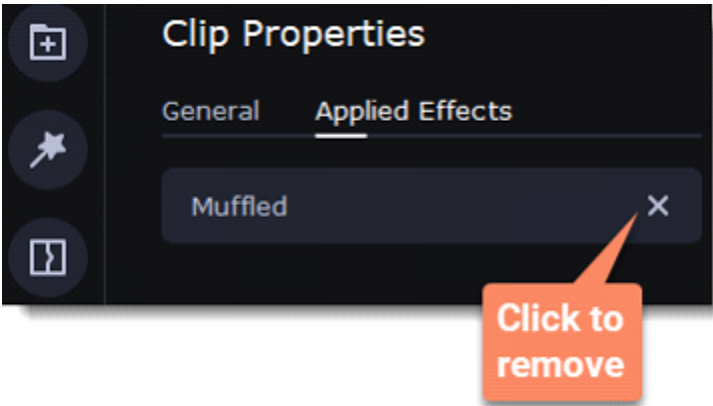 Clip Properties
General Applied Effects
Muffled
Click to
remove